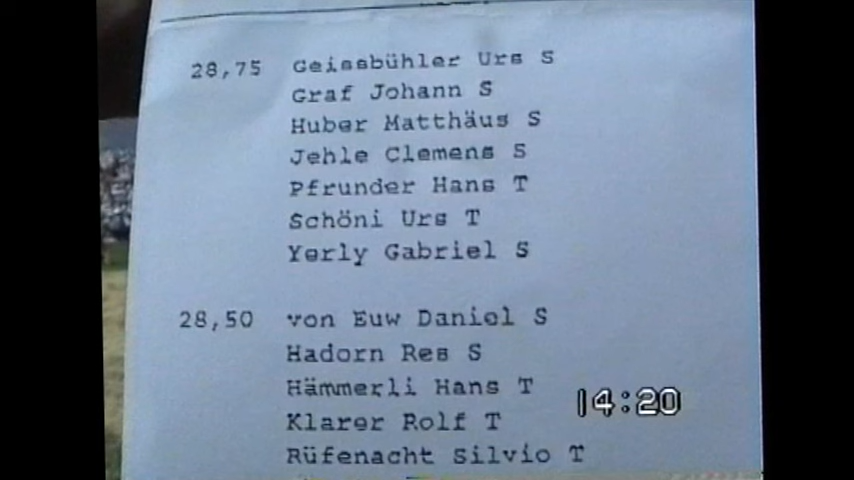 28,75 Geissbühler Urs S
Graf Johann S
Huber Matthäus S
Jehle Clemens S
Pfrunder Hans T
Schöni Urs T
Yerly Gabriel S
28,50 von Euw Daniel S
Hadorn Res S
Hämmerli Hans T
Klarer Rolf T
Rüfenacht Silvio T
14:20